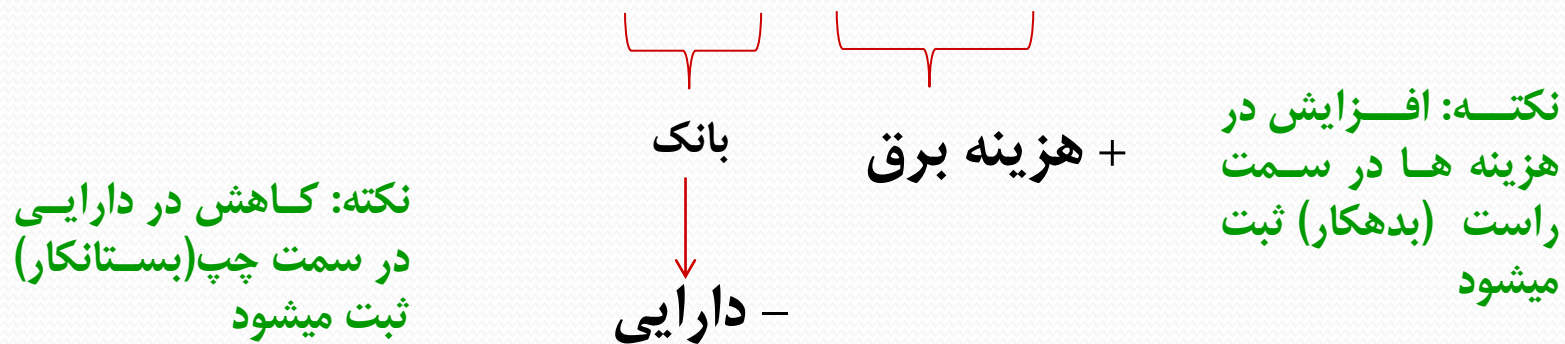 نکته: افزایش در
هزینه ها در سمت
راست (بدهکار) ثبت
میشود
+ هزینه برق
بانک
– دارایی
نکته: کاهش در دارایی
در سمت چپ(بستانکار)
ثبت میشود